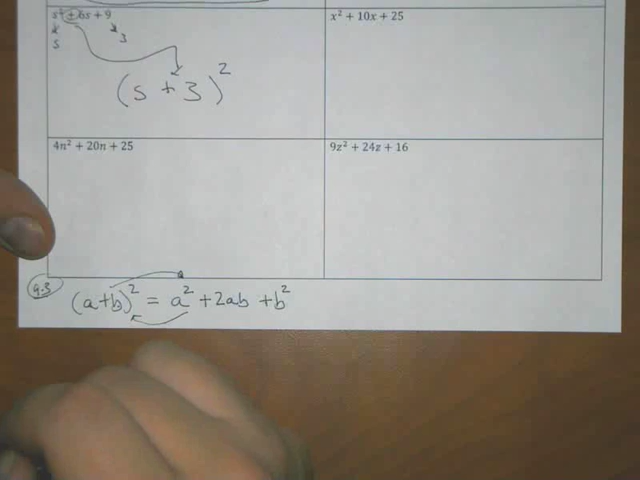 s² + 6s + 9
x² + 10x + 25
s
3
(s + 3)²
4n² + 20n + 25
9z² + 24z + 16
9.3
(a+b)² = a² + 2ab + b²